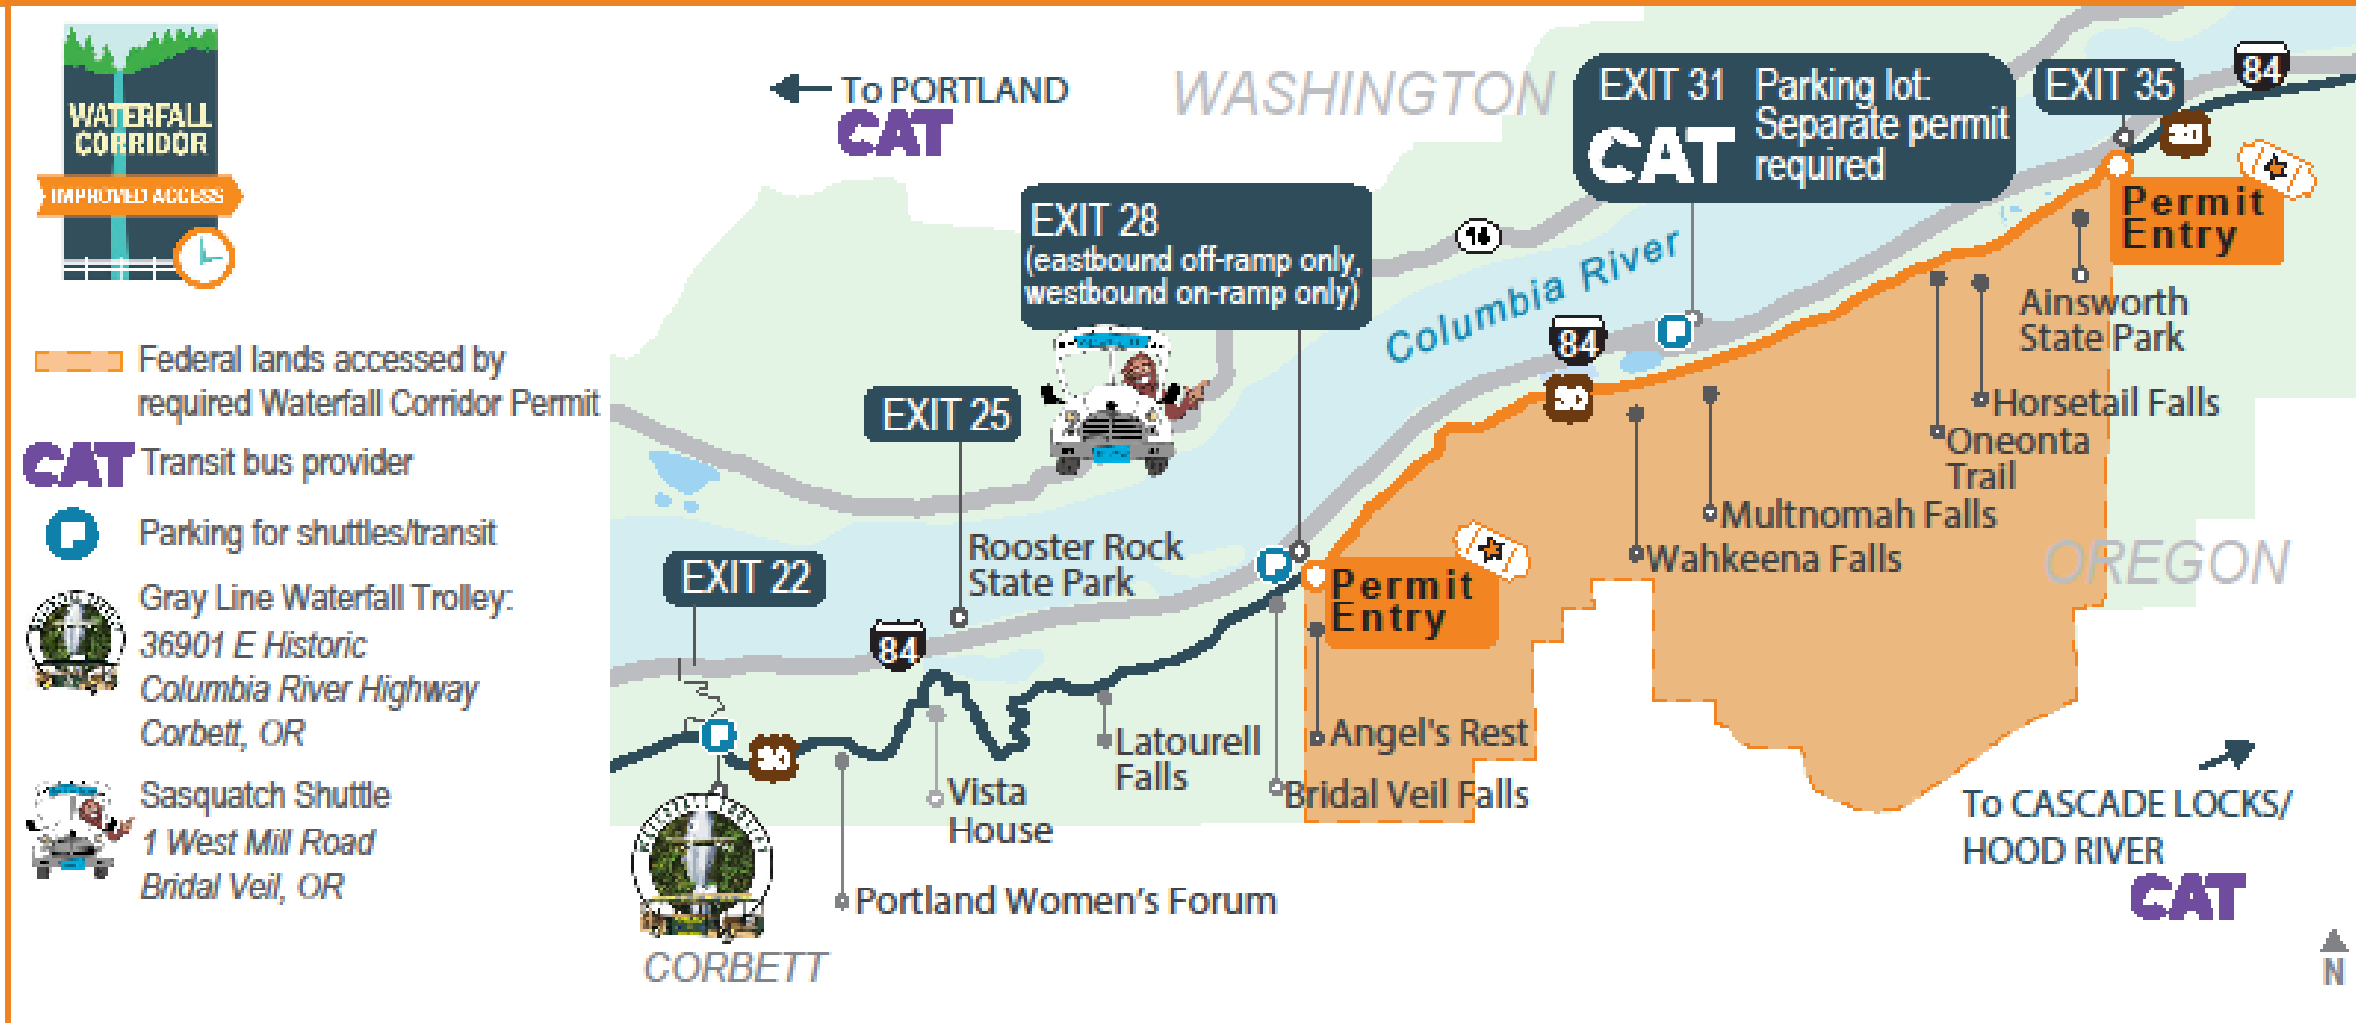 WATERFALL
CORRIDOR
IMPROVED ACCESS
Federal lands accessed by
required Waterfall Corridor Permit
CAT Transit bus provider
Parking for shuttles/transit
Gray Line Waterfall Trolley:
36901 E Historic
Columbia River Highway
Corbett, OR
Sasquatch Shuttle
1 West Mill Road
Bridal Veil, OR
To PORTLAND
CAT
WASHINGTON
EXIT 31
CAT
Parking lot:
Separate permit
required
EXIT 35
84
30
Permit
Entry
EXIT 28
(eastbound off-ramp only,
westbound on-ramp only)
14
Columbia River
84
30
Ainsworth
State Park
Horsetail Falls
Oneonta
Trail
Multnomah Falls
Wahkeena Falls
OREGON
EXIT 25
Rooster Rock
State Park
EXIT 22
84
Permit
Entry
30
Angel's Rest
Latourell
Falls
Bridal Veil Falls
Vista
House
Portland Women's Forum
CORBETT
To CASCADE LOCKS/
HOOD RIVER
CAT
N